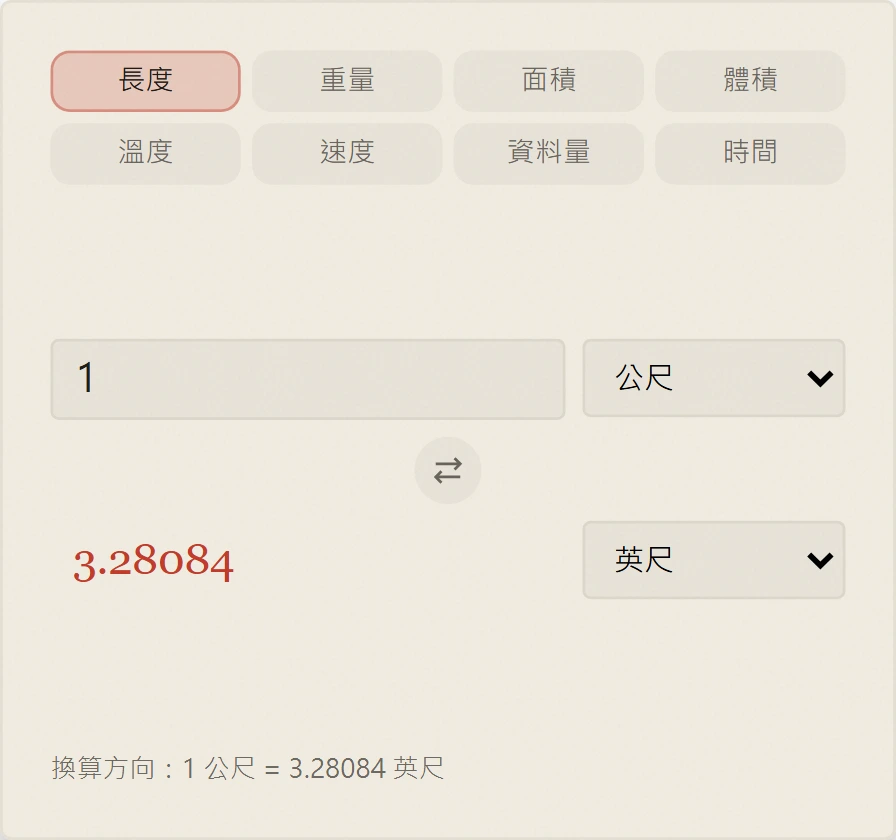 長度 重量 面積 體積
溫度 速度 資料量 時間
1 公尺
3.28084 英尺
換算方向：1 公尺 = 3.28084 英尺